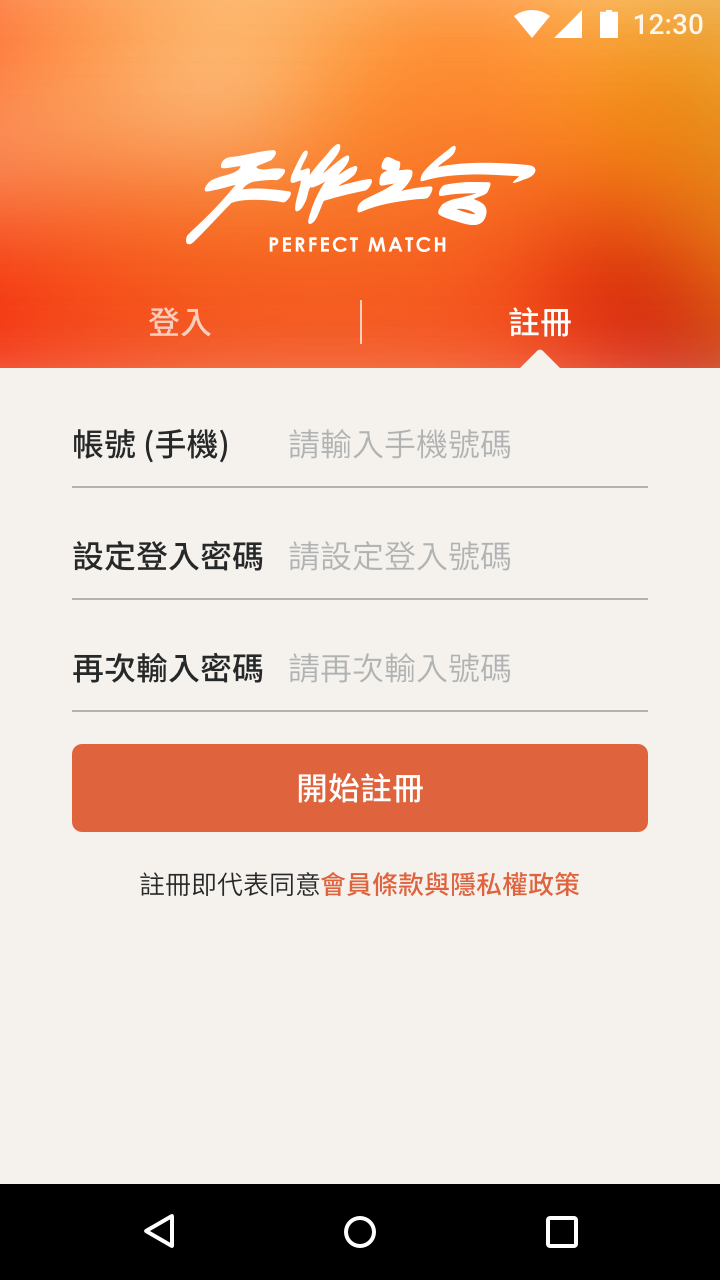 12:30
天作之合
PERFECT MATCH
登入
註冊
帳號 (手機) 請輸入手機號碼
設定登入密碼 請設定登入號碼
再次輸入密碼 請再次輸入號碼
開始註冊
註冊即代表同意會員條款與隱私權政策